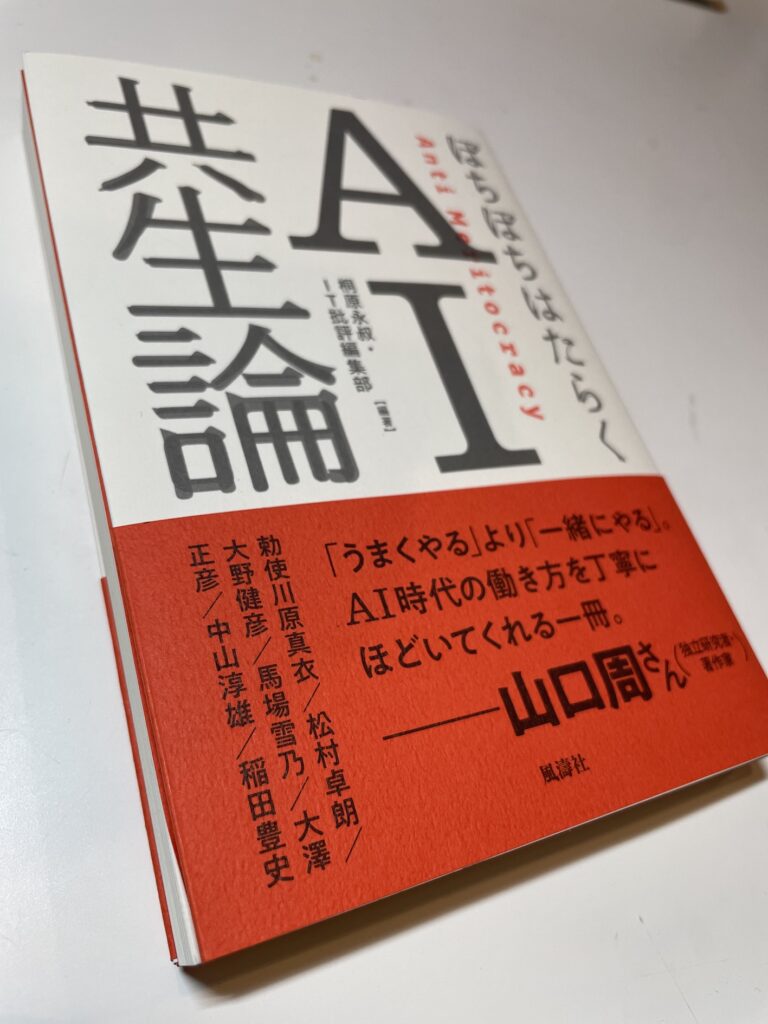 ぼちぼちはたらく
Anti Meritocracy
AI
共生論
桐原永叔・
IT批評編集部
［編著］
「うまくやる」より「一緒にやる」。
AI時代の働き方を丁寧に
ほどいてくれる一冊。
――山口周さん(独立研究者・
著作家)
勅使川原真衣／松村卓朗／
大野健彦／馬場雪乃／大澤
正彦／中山淳雄／稲田豊史
風濤社